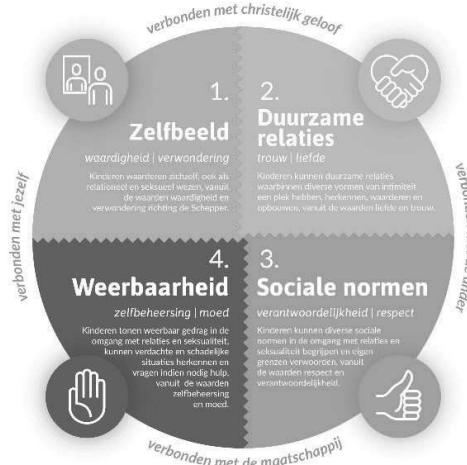 verbonden met christelijk geloof
verbonden met jezelf
1.
Zelfbeeld
waardigheid | verwondering
Kinderen waarderen zichzelf, ook als
relationeel en seksueel wezen, vanuit
de waarden waardigheid en
verwondering richting de Schepper.
2.
Duurzame
relaties
trouw | liefde
Kinderen kunnen duurzame relaties
waarbinnen diverse vormen van intimiteit
een plek hebben, herkennen, waarderen en
opbouwen, vanuit de waarden liefde en trouw.
4.
Weerbaarheid
zelfbeheersing | moed
Kinderen tonen weerbaar gedrag in de
omgang met relaties en seksualiteit,
kunnen verdachte en schadelijke
situaties herkennen en
vragen indien nodig hulp,
vanuit de waarden
zelfbeheersing
en moed.
3.
Sociale normen
verantwoordelijkheid | respect
Kinderen kunnen diverse sociale
normen in de omgang met relaties en
seksualiteit begrijpen en eigen
grenzen verwoorden, vanuit
de waarden respect en
verantwoordelijkheid.
verbonden met de maatschappij